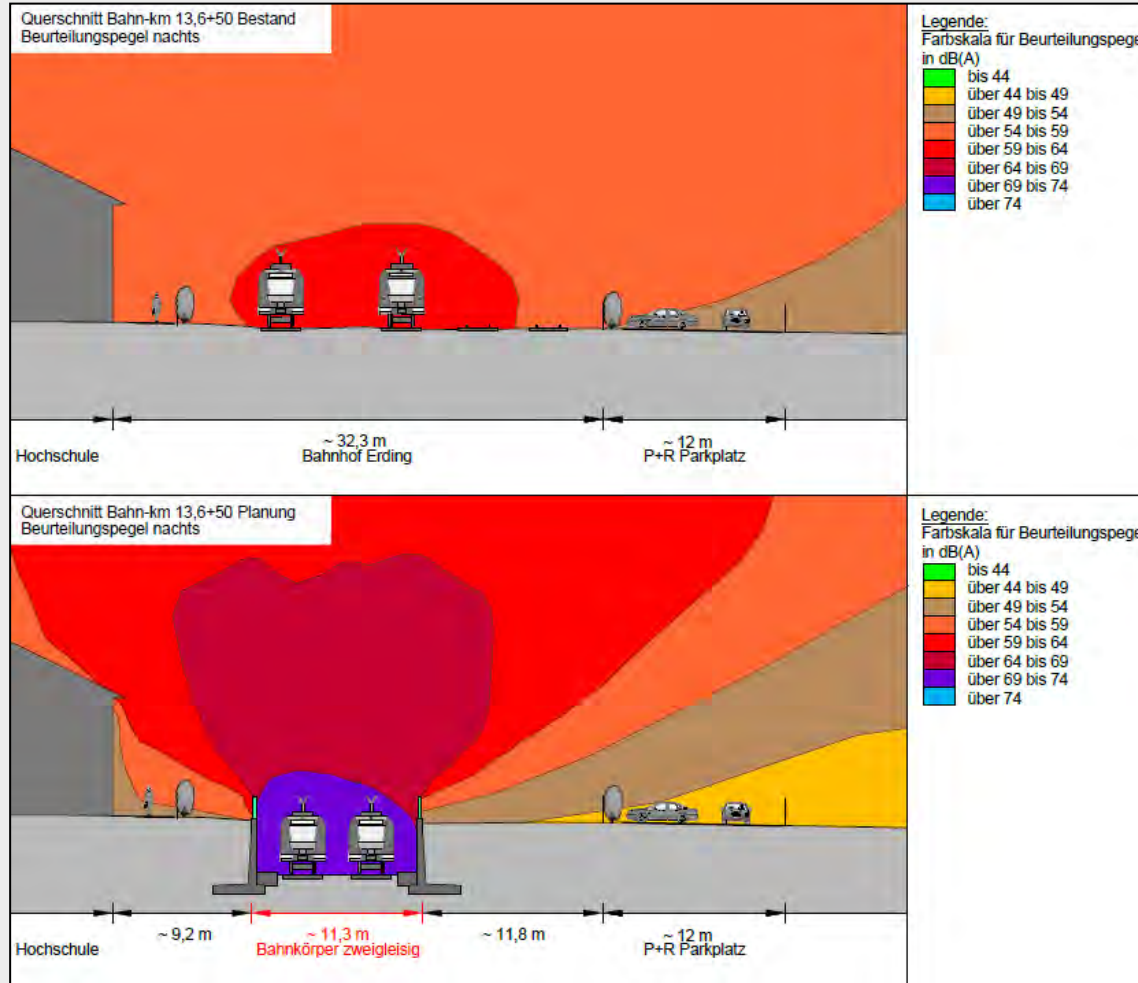 Querschnitt Bahn-km 13,6+50 Bestand
Beurteilungspegel nachts
Legende:
Farbskala für Beurteilungspege
in dB(A)
bis 44
über 44 bis 49
über 49 bis 54
über 54 bis 59
über 59 bis 64
über 64 bis 69
über 69 bis 74
über 74
~ 32,3 m
~ 12 m
Hochschule
Bahnhof Erding
P+R Parkplatz
Querschnitt Bahn-km 13,6+50 Planung
Beurteilungspegel nachts
Legende:
Farbskala für Beurteilungspege
in dB(A)
bis 44
über 44 bis 49
über 49 bis 54
über 54 bis 59
über 59 bis 64
über 64 bis 69
über 69 bis 74
über 74
~ 9,2 m
~ 11,3 m
~ 11,8 m
~ 12 m
Hochschule
Bahnkörper zweigleisig
P+R Parkplatz